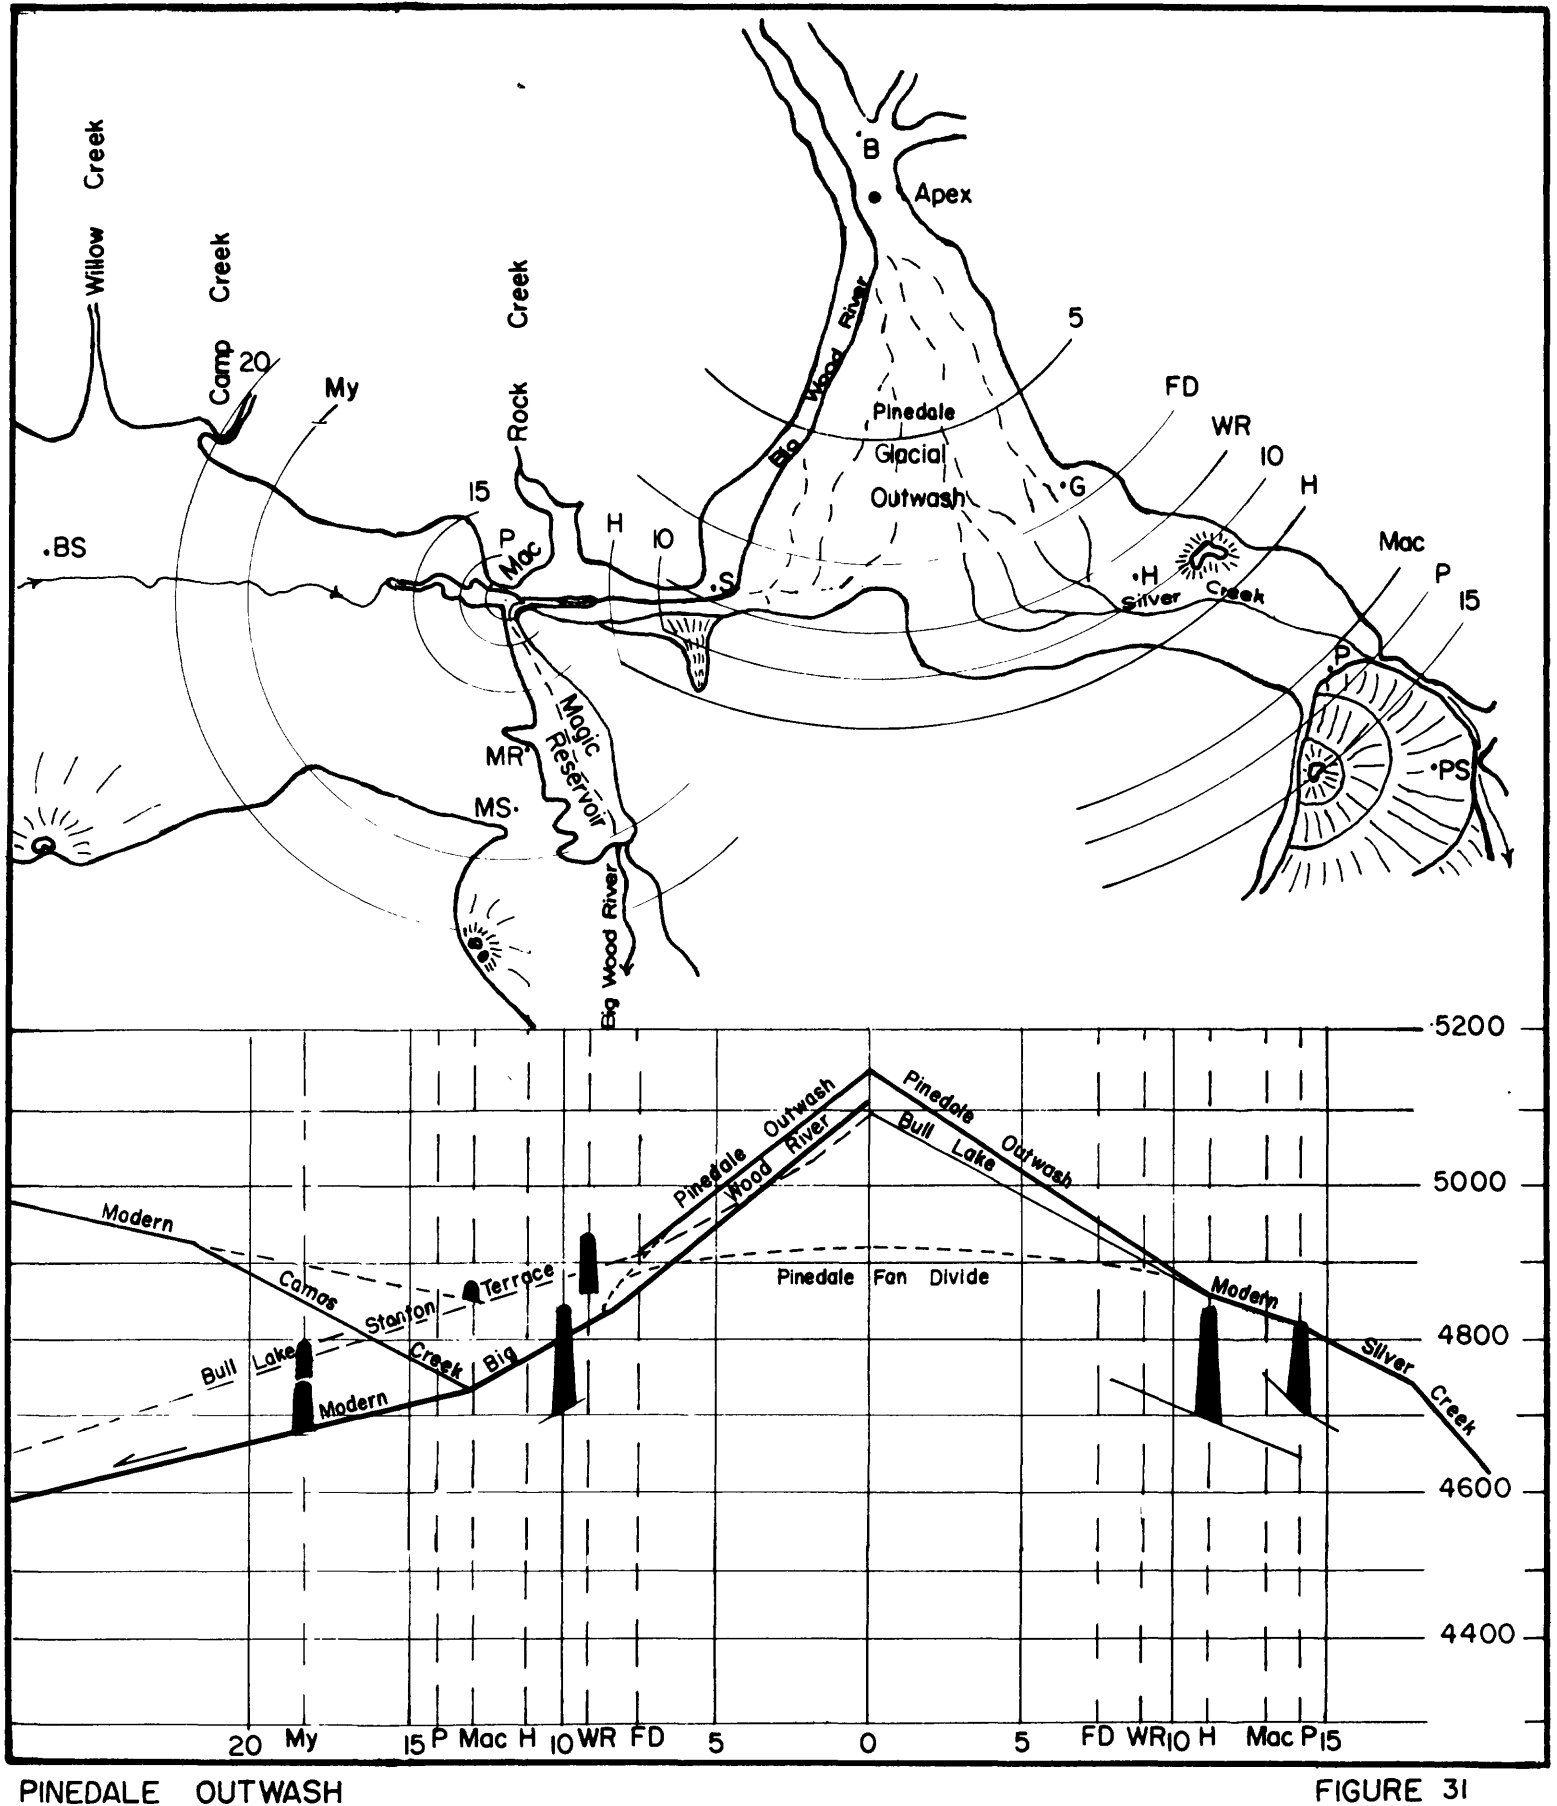 B
Apex
Willow Creek
Camp Creek
20
My
Rock Creek
Big Wood River
5
Pinedale
Glacial
Outwash
FD
WR
10
H
G
15
P
Mac
H
10
S
BS
H
Silver Creek
Mac
P
15
P
PS
Magic
Reservoir
MR
MS
Big Wood River
5200
Pinedale Outwash
Wood River
Pinedale Outwash
Bull Lake
5000
Modern
Camas
Creek
Stanton
Terrace
Pinedale Fan Divide
Modern
Bull Lake
Big
4800
Silver
Creek
Modern
4600
4400
20 My 15 P Mac H 10 WR FD 5 0 5 FD WR 10 H Mac P 15
PINEDALE OUTWASH
FIGURE 31